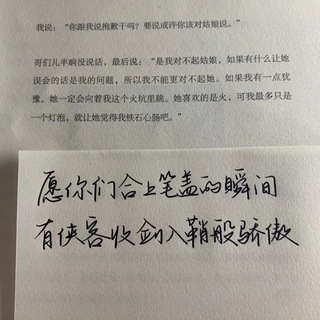 我说：“你跟我说抱歉干吗？要说或许你该对姑娘说。”
哥们儿半晌没说话，最后说：“是我对不起姑娘，如果有什么让她
误会的话是我的问题，所以我不能更对不起她。如果我有一点犹
豫，她一定会向着我这个火坑里跳。她喜欢的是火，可我最多只是
一个灯泡，就让她觉得我铁石心肠吧。”
愿你们合上笔盖的瞬间
有侠客收剑入鞘般骄傲